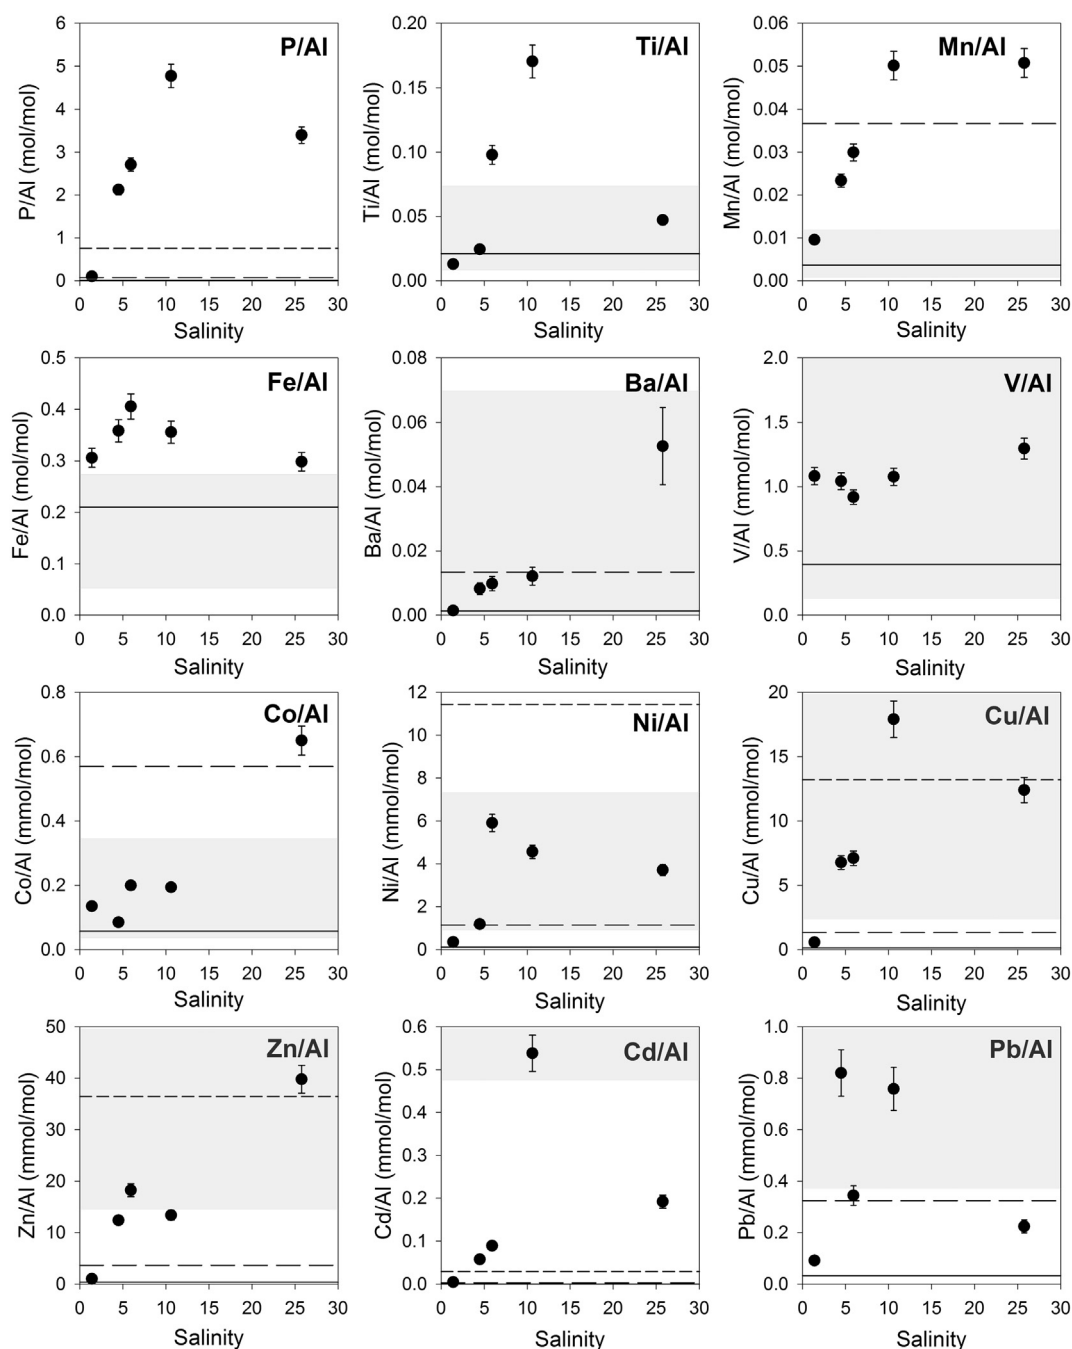 P/Al
P/Al (mol/mol)
6
5
4
3
2
1
0
0 5 10 15 20 25 30
Salinity
Ti/Al
Ti/Al (mol/mol)
0.20
0.15
0.10
0.05
0.00
0 5 10 15 20 25 30
Salinity
Mn/Al
Mn/Al (mol/mol)
0.06
0.05
0.04
0.03
0.02
0.01
0.00
0 5 10 15 20 25 30
Salinity
Fe/Al
Fe/Al (mol/mol)
0.5
0.4
0.3
0.2
0.1
0.0
0 5 10 15 20 25 30
Salinity
Ba/Al
Ba/Al (mol/mol)
0.08
0.06
0.04
0.02
0.00
0 5 10 15 20 25 30
Salinity
V/Al
V/Al (mmol/mol)
2.0
1.5
1.0
0.5
0.0
0 5 10 15 20 25 30
Salinity
Co/Al
Co/Al (mmol/mol)
0.8
0.6
0.4
0.2
0.0
0 5 10 15 20 25 30
Salinity
Ni/Al
Ni/Al (mmol/mol)
12
10
8
6
4
2
0
0 5 10 15 20 25 30
Salinity
Cu/Al
Cu/Al (mmol/mol)
20
15
10
5
0
0 5 10 15 20 25 30
Salinity
Zn/Al
Zn/Al (mmol/mol)
50
40
30
20
10
0
0 5 10 15 20 25 30
Salinity
Cd/Al
Cd/Al (mmol/mol)
0.6
0.5
0.4
0.3
0.2
0.1
0.0
0 5 10 15 20 25 30
Salinity
Pb/Al
Pb/Al (mmol/mol)
1.0
0.8
0.6
0.4
0.2
0.0
0 5 10 15 20 25 30
Salinity